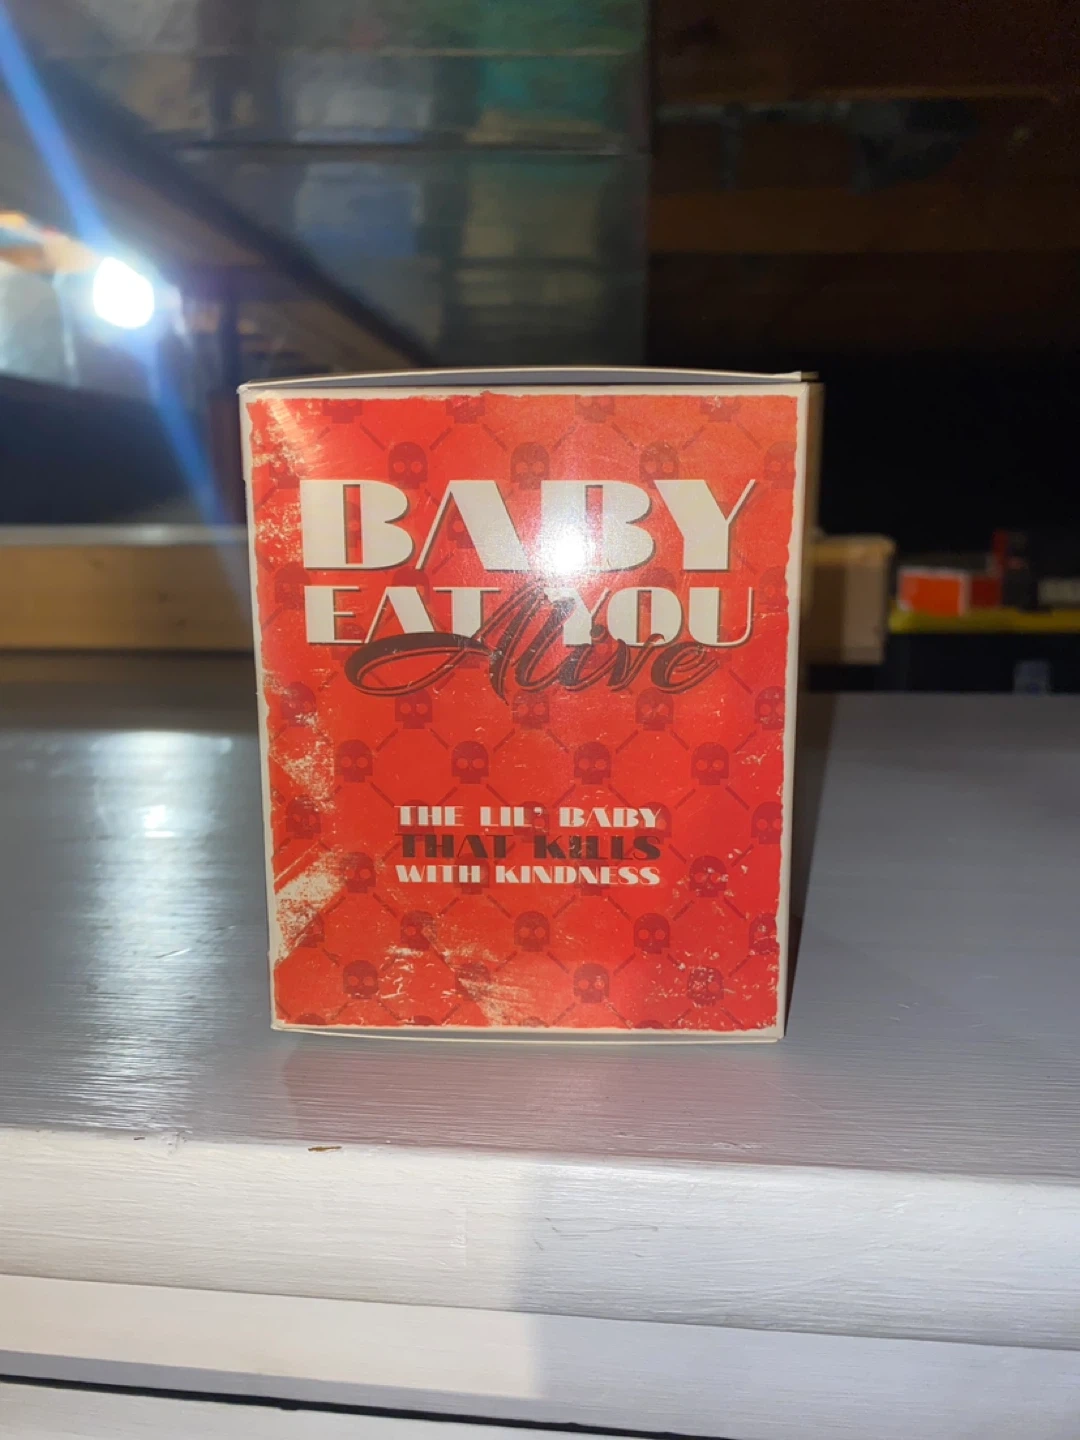 BABY
EAT YOU
Alive
THE LIL' BABY
THAT KILLS
WITH KINDNESS